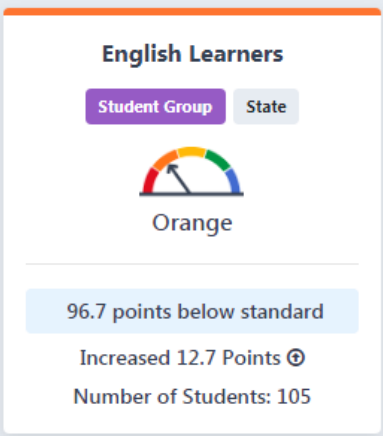 English Learners
Student Group State
Orange
96.7 points below standard
Increased 12.7 Points
Number of Students: 105